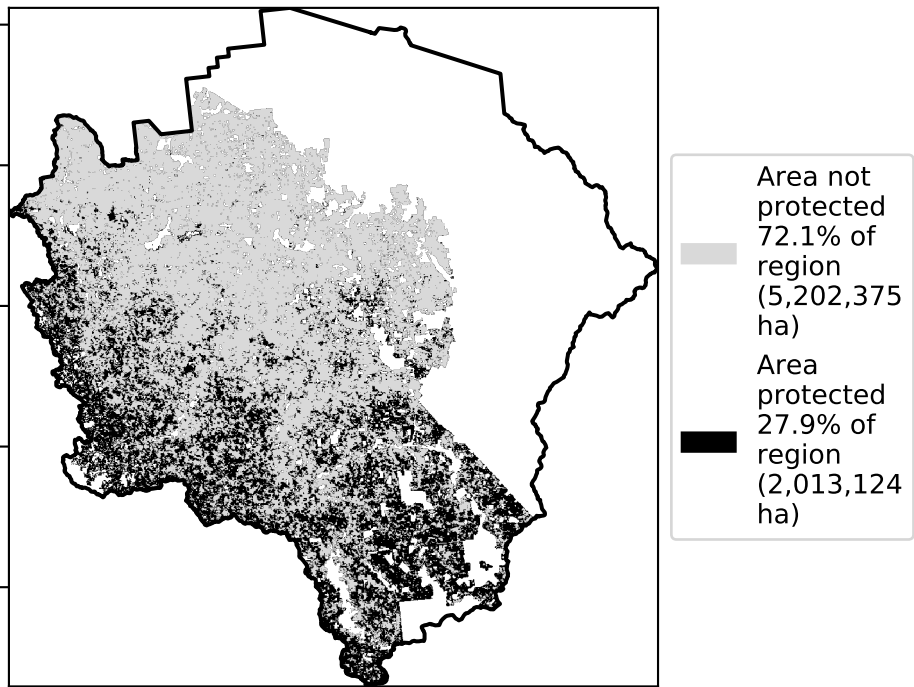 Area not
protected
72.1% of
region
(5,202,375
ha)
Area
protected
27.9% of
region
(2,013,124
ha)